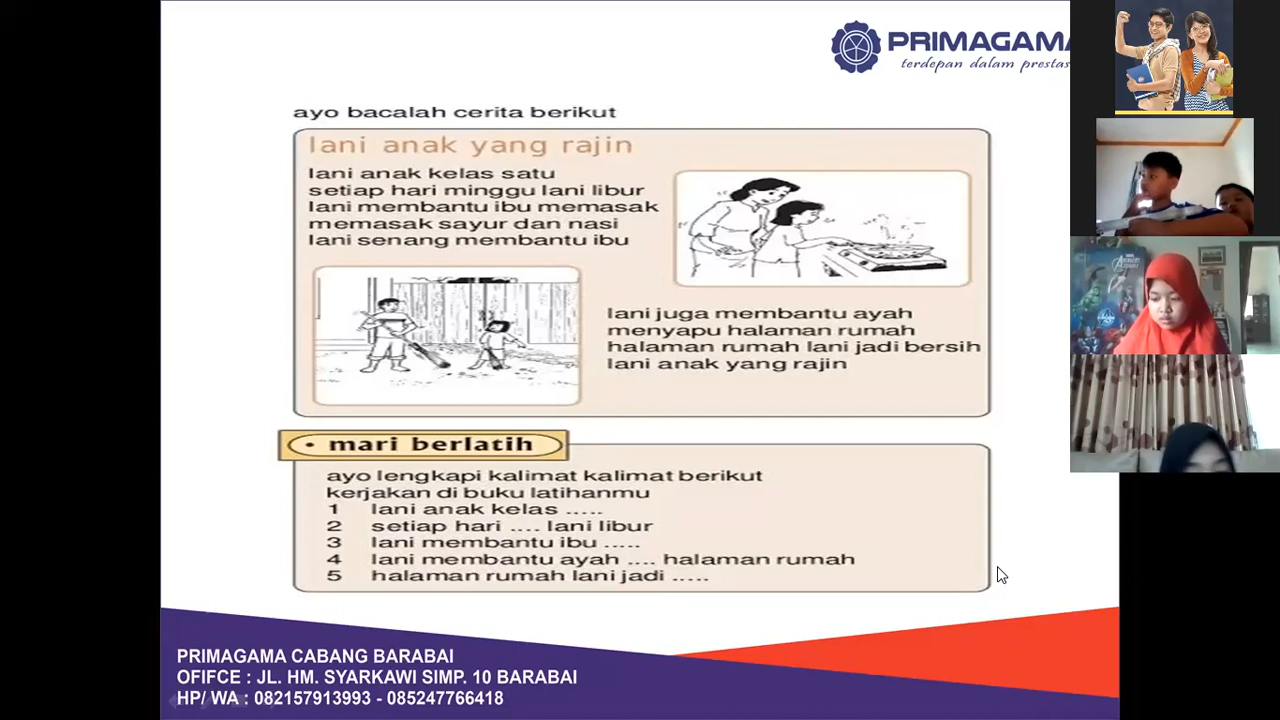 PRIMAGAMA
terdepan dalam prestas
ayo bacalah cerita berikut
lani anak yang rajin
lani anak kelas satu
setiap hari minggu lani libur
lani membantu ibu memasak
memasak sayur dan nasi
lani senang membantu ibu
lani juga membantu ayah
menyapu halaman rumah
halaman rumah lani jadi bersih
lani anak yang rajin
• mari berlatih
ayo lengkapi kalimat kalimat berikut
kerjakan di buku latihanmu
1 lani anak kelas .....
2 setiap hari .... lani libur
3 lani membantu ibu .....
4 lani membantu ayah .... halaman rumah
5 halaman rumah lani jadi .....
PRIMAGAMA CABANG BARABAI
OFIFCE : JL. HM. SYARKAWI SIMP. 10 BARABAI
HP/ WA : 082157913993 - 085247766418